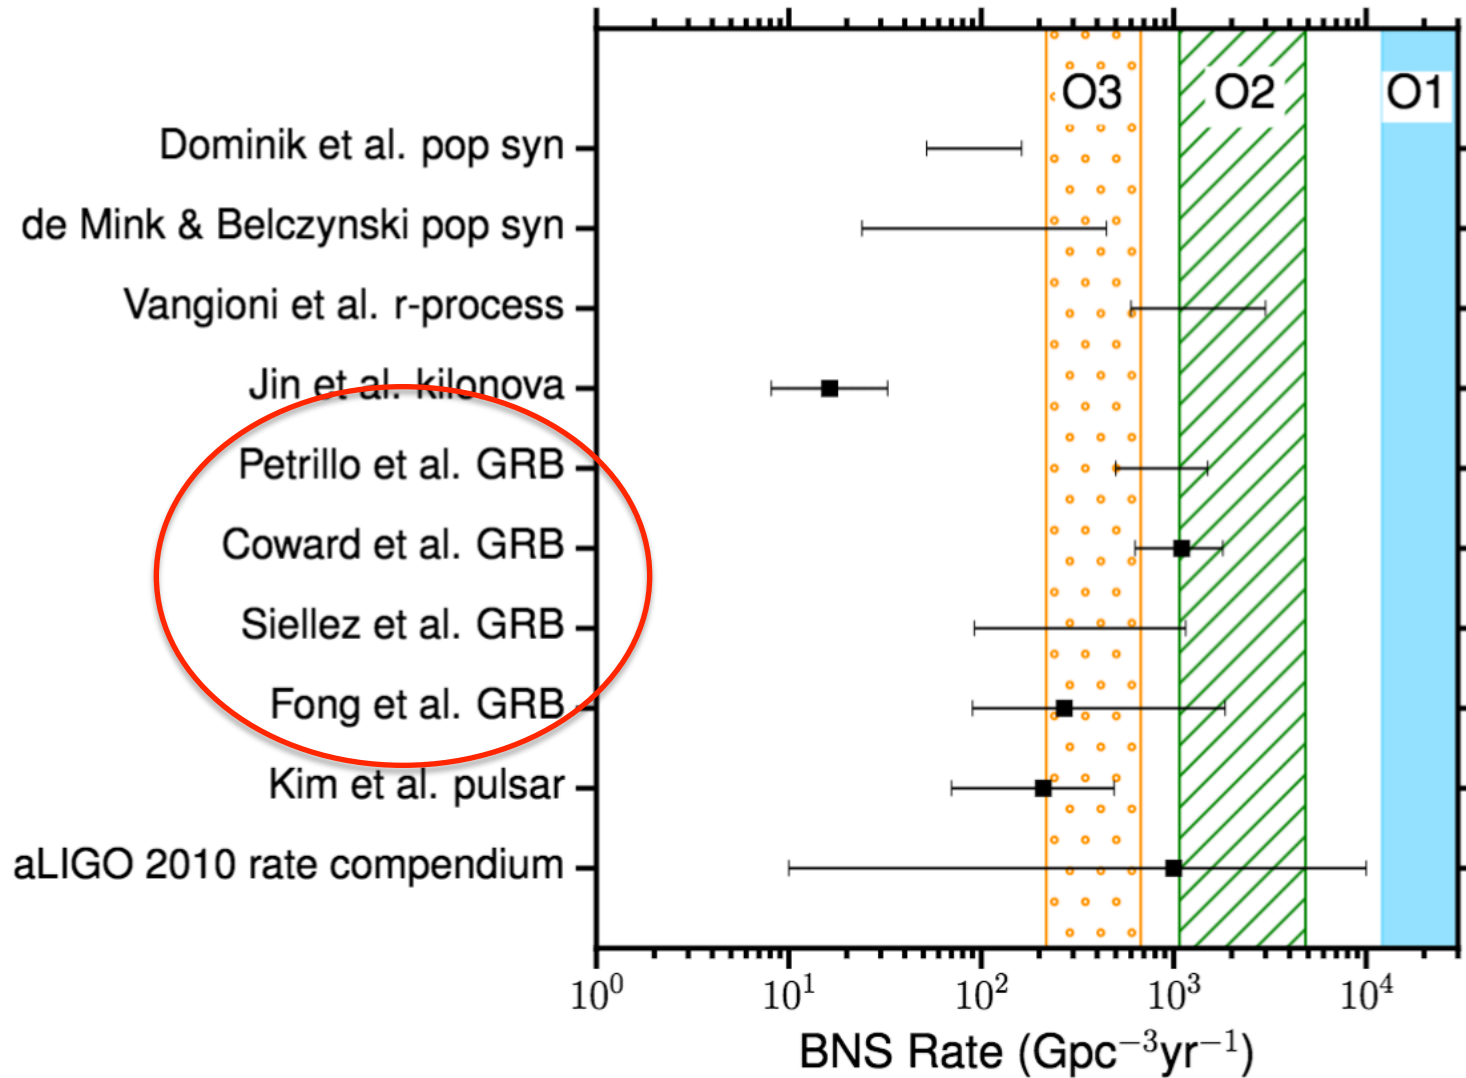 O3 O2 O1
Dominik et al. pop syn
de Mink & Belczynski pop syn
Vangioni et al. r-process
Jin et al. kilonova
Petrillo et al. GRB
Coward et al. GRB
Siellez et al. GRB
Fong et al. GRB
Kim et al. pulsar
aLIGO 2010 rate compendium
10⁰ 10¹ 10² 10³ 10⁴
BNS Rate (Gpc⁻³yr⁻¹)